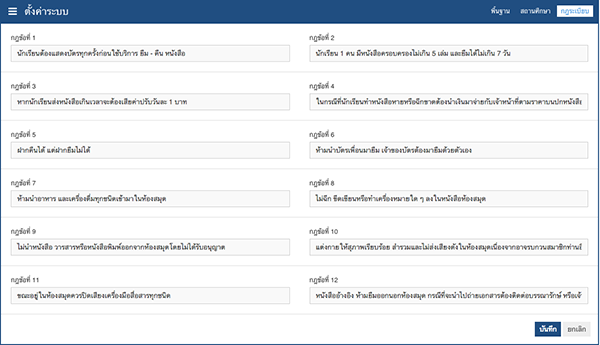 ตั้งค่าระบบ พื้นฐาน สถานศึกษา กฎระเบียบ
กฎข้อที่ 1 กฎข้อที่ 2
นักเรียนต้องแสดงบัตรทุกครั้งก่อนใช้บริการ ยืม - คืน หนังสือ นักเรียน 1 คน มีหนังสือครอบครองไม่เกิน 5 เล่ม และยืมได้ไม่เกิน 7 วัน
กฎข้อที่ 3 กฎข้อที่ 4
หากนักเรียนส่งหนังสือเกินเวลาจะต้องเสียค่าปรับวันละ 1 บาท ในกรณีที่นักเรียนทำหนังสือหายหรือฉีกขาดต้องนำเงินมาจ่ายกับเจ้าหน้าที่ตามราคาบนปกหนังสือ
กฎข้อที่ 5 กฎข้อที่ 6
ฝากคืนได้ แต่ฝากยืมไม่ได้ ห้ามนำบัตรเพื่อนมายืม เจ้าของบัตรต้องมายืมด้วยตัวเอง
กฎข้อที่ 7 กฎข้อที่ 8
ห้ามนำอาหาร และเครื่องดื่มทุกชนิดเข้ามาในห้องสมุด ไม่ฉีก ขีดเขียนหรือทำเครื่องหมายใด ๆ ลงในหนังสือห้องสมุด
กฎข้อที่ 9 กฎข้อที่ 10
ไม่นำหนังสือ วารสารหรือหนังสือพิมพ์ออกจากห้องสมุดโดยไม่ได้รับอนุญาต แต่งกายให้สุภาพเรียบร้อย สำรวมและไม่ส่งเสียงดังในห้องสมุดเนื่องจากอาจรบกวนสมาชิกท่านอื่
กฎข้อที่ 11 กฎข้อที่ 12
ขณะอยู่ในห้องสมุดควรปิดเสียงเครื่องมือสื่อสารทุกชนิด หนังสืออ้างอิง ห้ามยืมออกนอกห้องสมุด กรณีที่จะนำไปถ่ายเอกสารต้องติดต่อบรรณารักษ์ หรือเจ้
บันทึก ยกเลิก